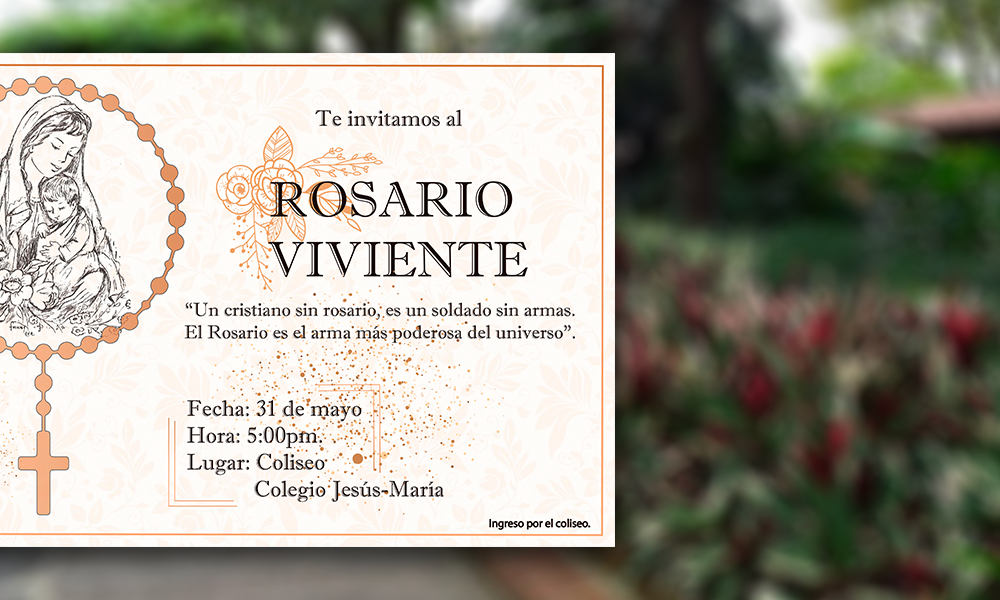 Te invitamos al
ROSARIO
VIVIENTE
“Un cristiano sin rosario, es un soldado sin armas.
El Rosario es el arma más poderosa del universo”.
Fecha: 31 de mayo
Hora: 5:00pm.
Lugar: Coliseo
Colegio Jesús-María
Ingreso por el coliseo.